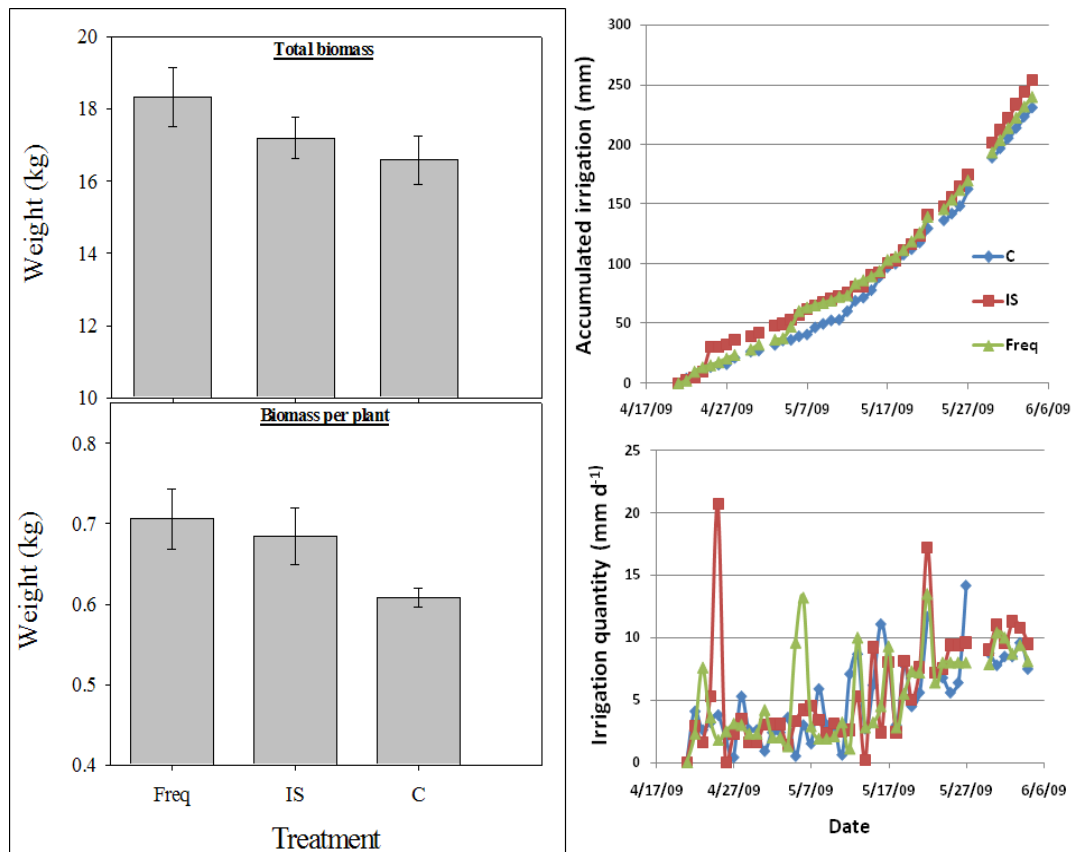 Total biomass
Weight (kg)
20
18
16
14
12
10
Biomass per plant
Weight (kg)
0.8
0.7
0.6
0.5
0.4
Freq IS C
Treatment
Accumulated irrigation (mm)
300
250
200
150
100
50
0
4/17/09 4/27/09 5/7/09 5/17/09 5/27/09 6/6/09
C
IS
Freq
Irrigation quantity (mm d-1)
25
20
15
10
5
0
4/17/09 4/27/09 5/7/09 5/17/09 5/27/09 6/6/09
Date